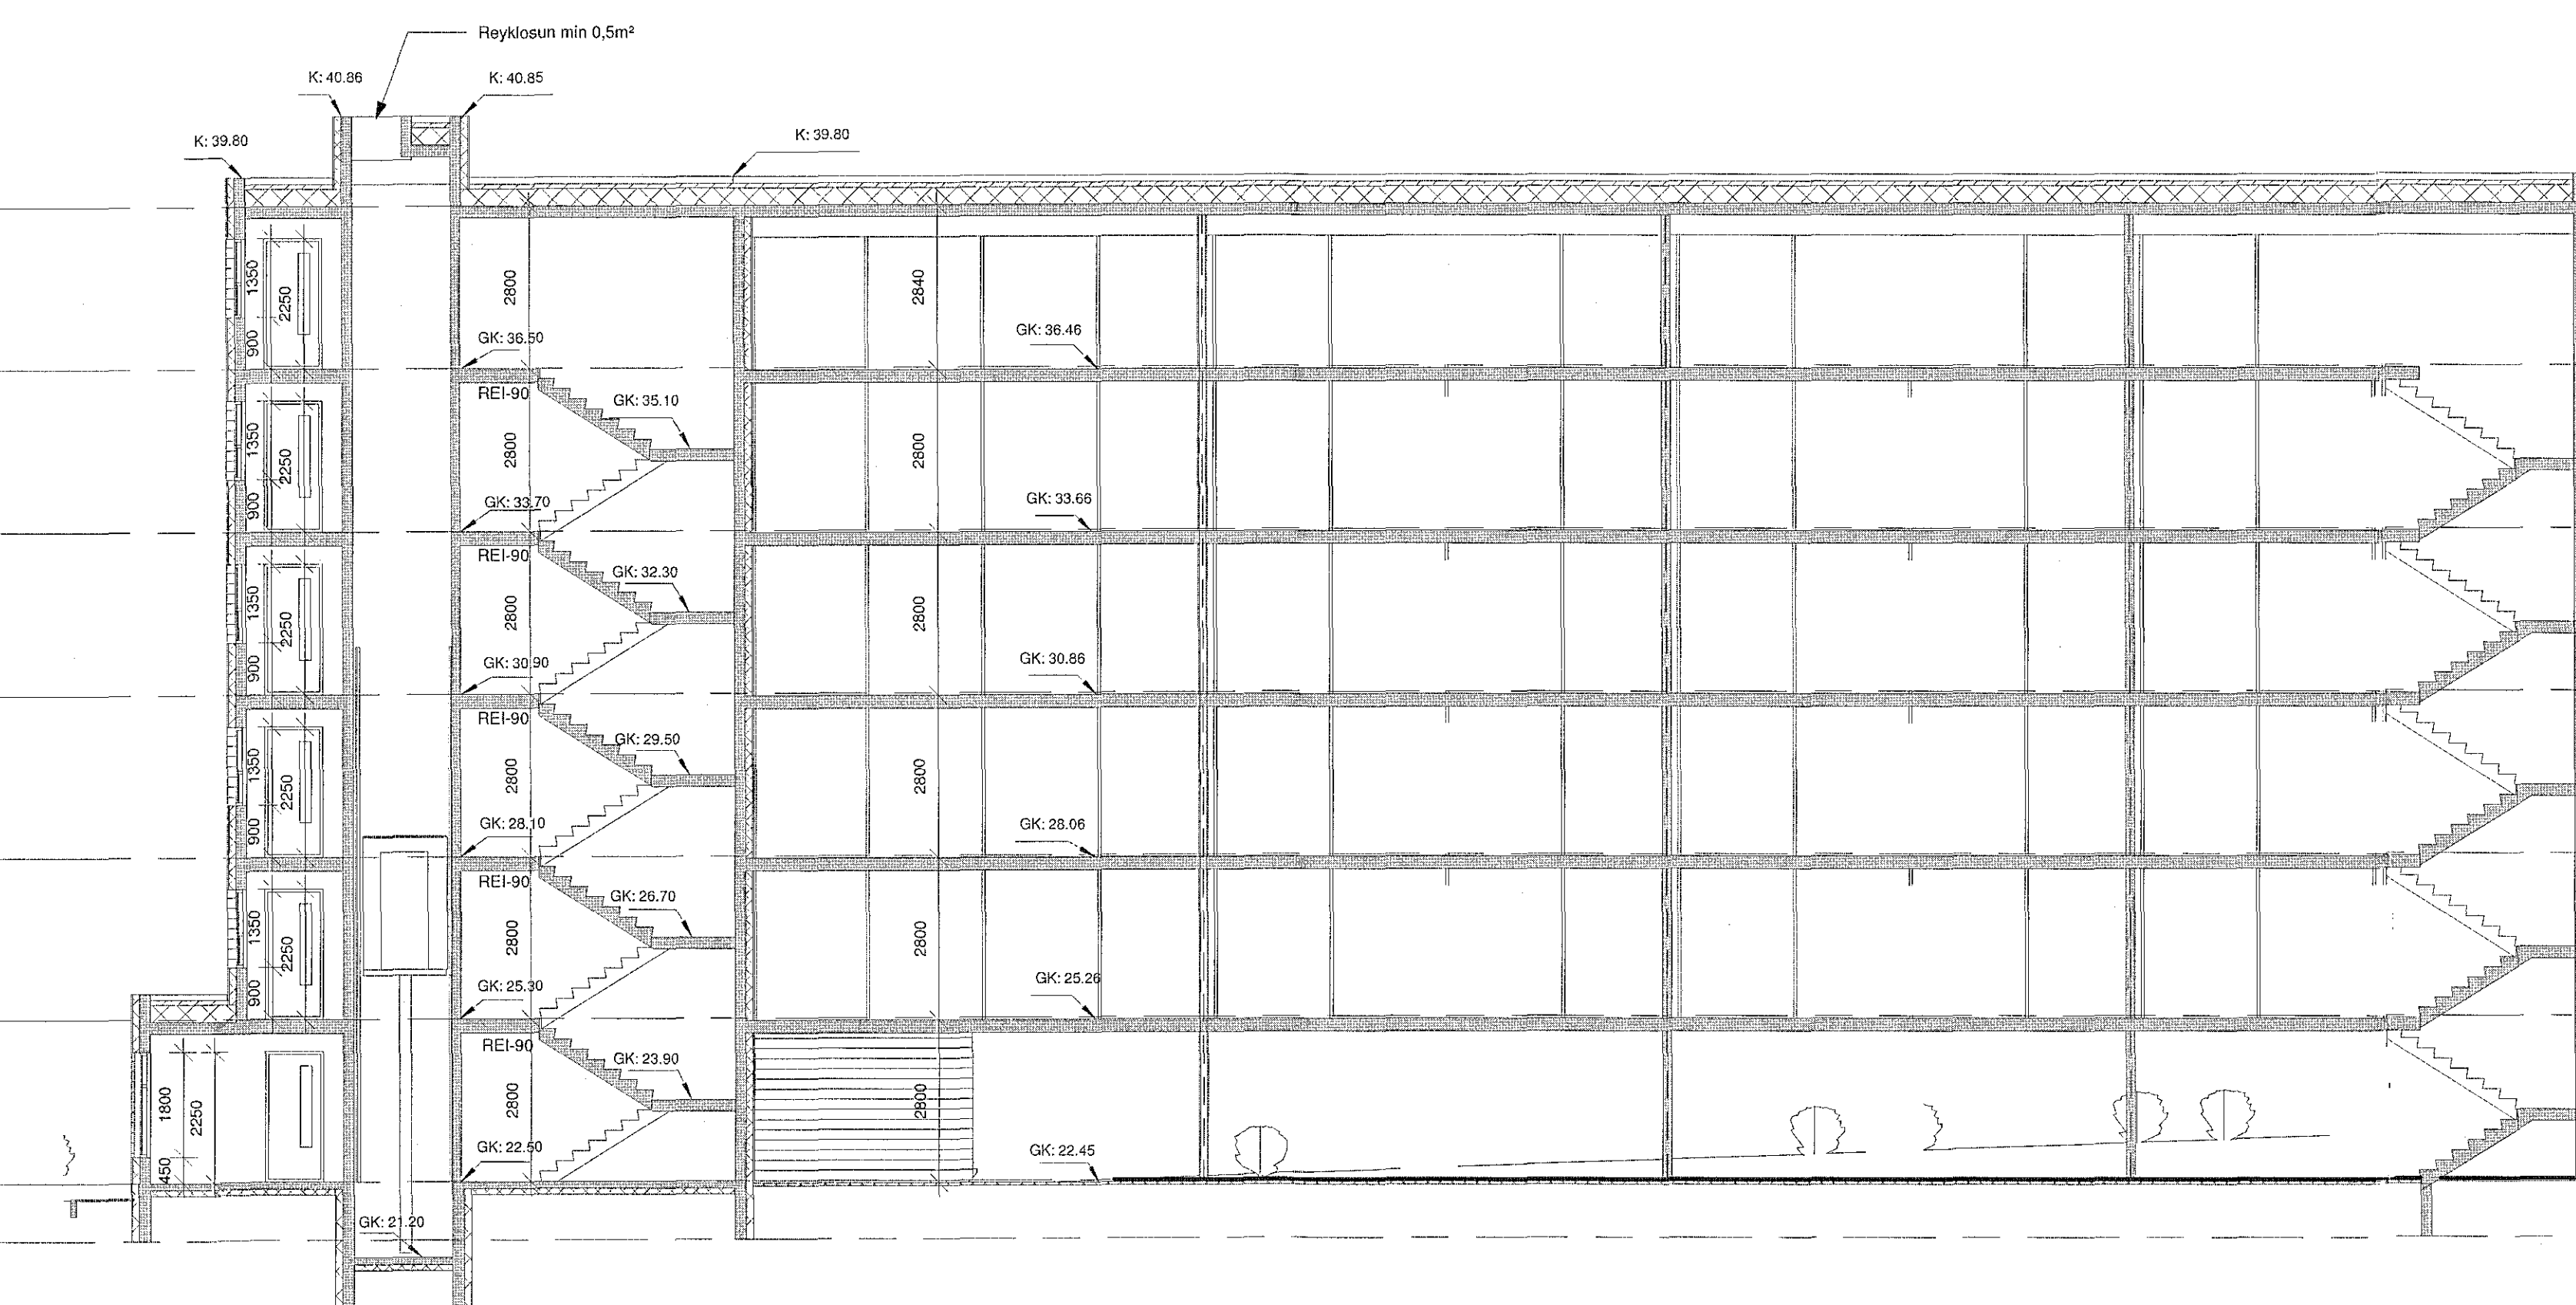 Reyklosun min 0,5m²
K: 40.86
K: 40.85
K: 39.80
K: 39.80
1350
2250
900
2800
2840
GK: 36.50
GK: 36.46
REI-90
GK: 35.10
1350
2250
900
2800
2800
GK: 33.70
GK: 33.66
REI-90
GK: 32.30
1350
2250
900
2800
2800
GK: 30.90
GK: 30.86
REI-90
GK: 29.50
1350
2250
900
2800
2800
GK: 28.10
GK: 28.06
REI-90
GK: 26.70
1350
2250
900
2800
2800
GK: 25.30
GK: 25.26
REI-90
GK: 23.90
1800
2250
450
2800
2800
GK: 22.50
GK: 22.45
GK: 21.20